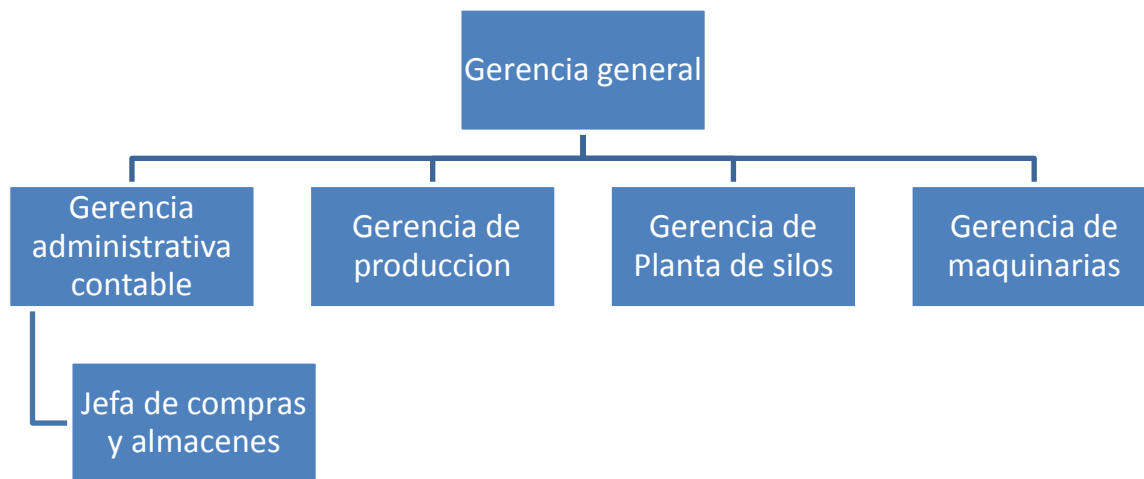 Gerencia general
Gerencia
administrativa
contable
Gerencia de
produccion
Gerencia de
Planta de silos
Gerencia de
maquinarias
Jefa de compras
y almacenes